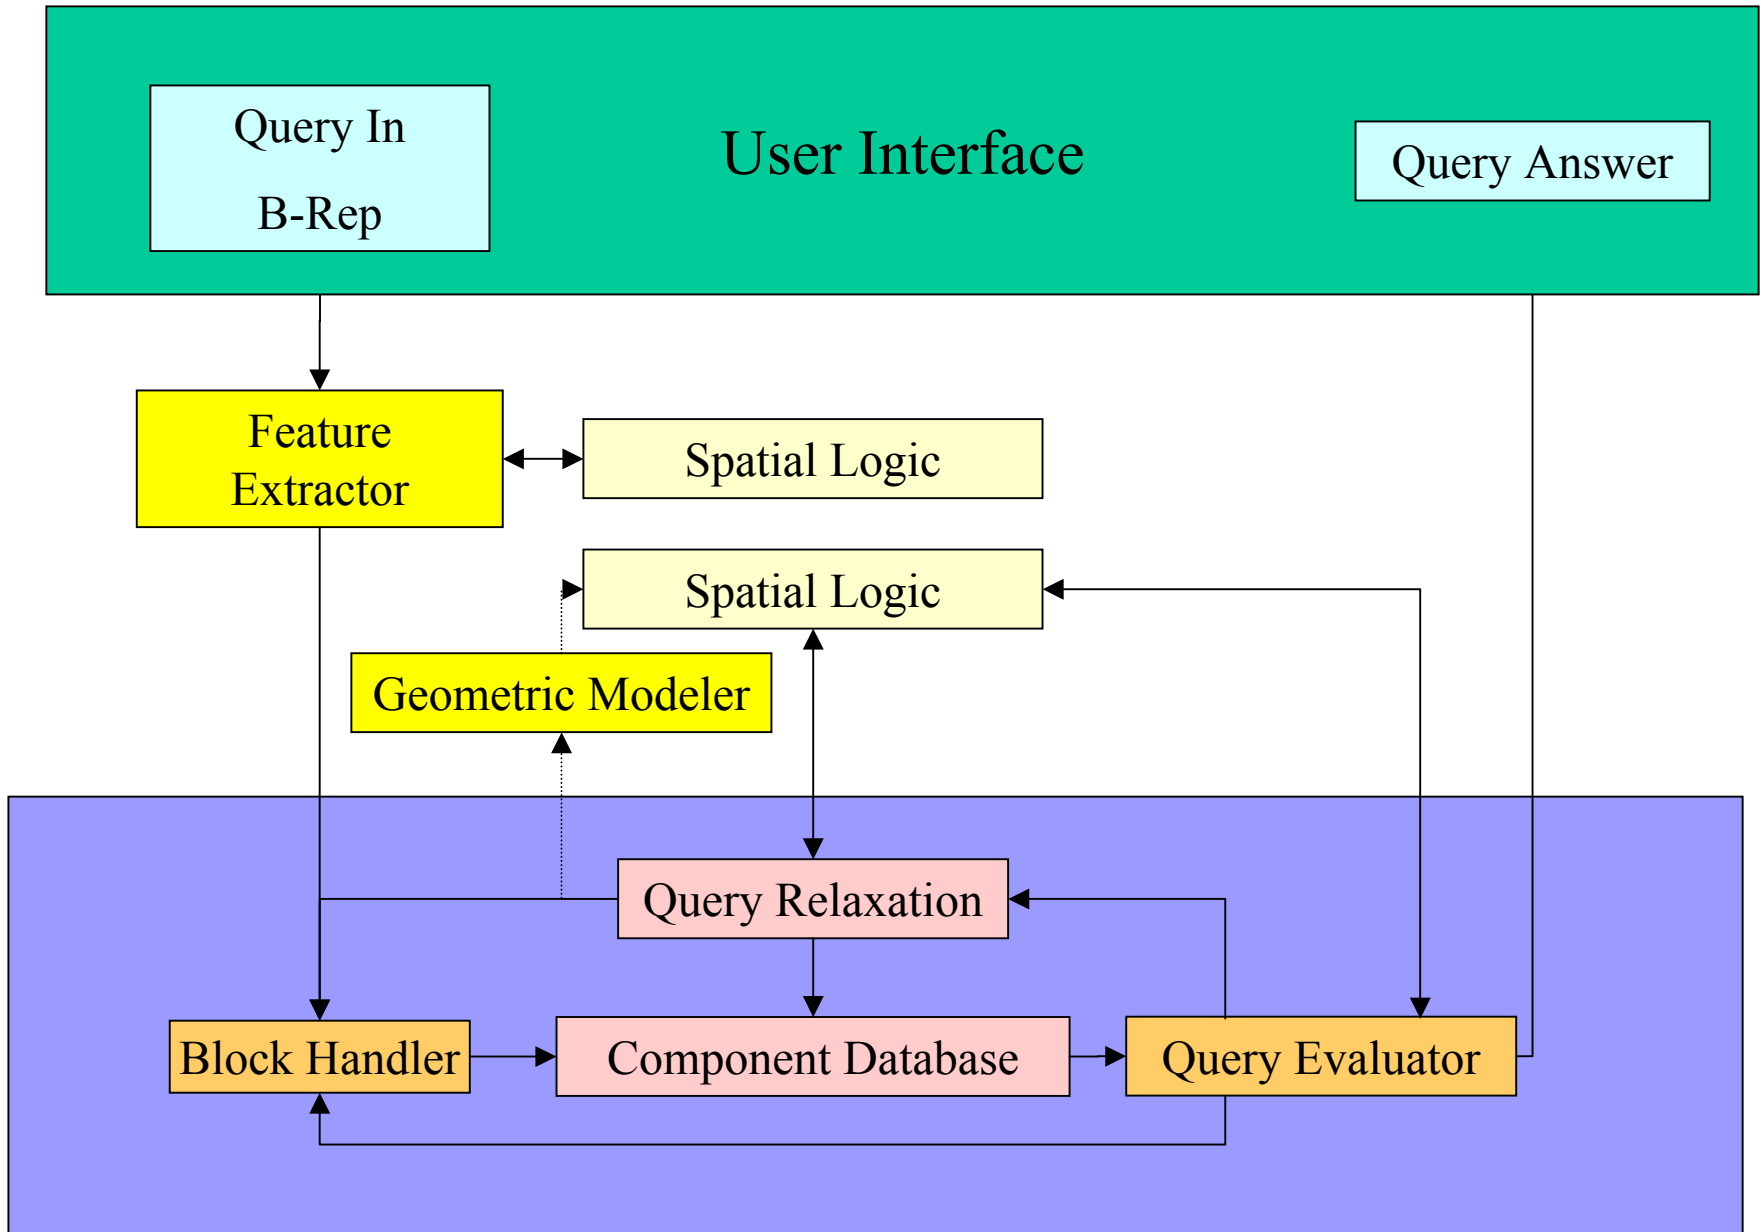 Query In
B-Rep
User Interface
Query Answer
Feature
Extractor
Spatial Logic
Spatial Logic
Geometric Modeler
Query Relaxation
Block Handler
Component Database
Query Evaluator